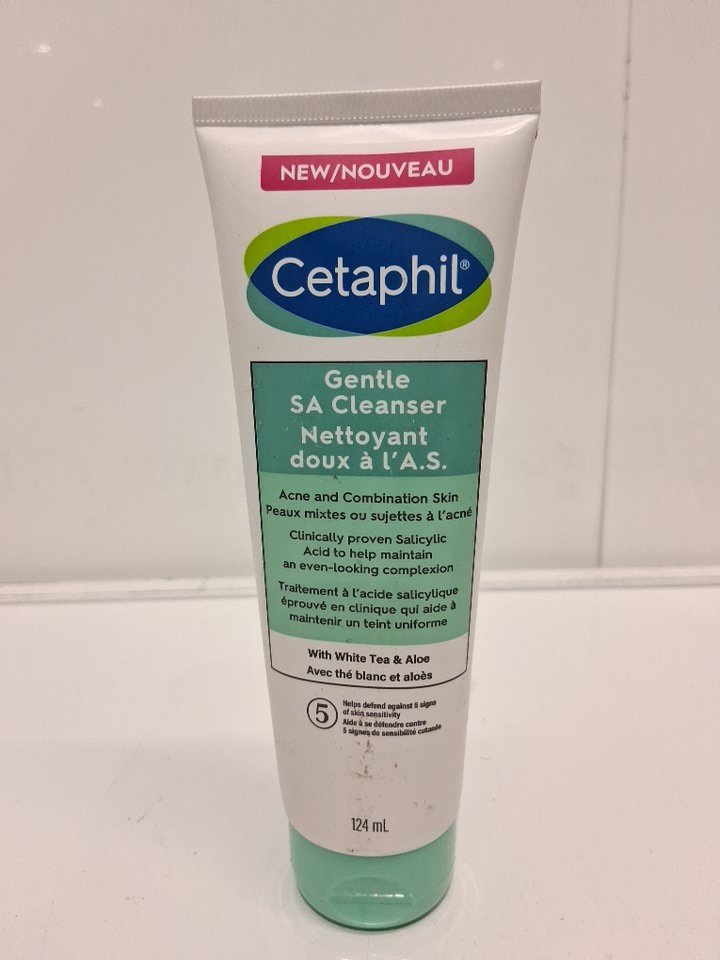 NEW/NOUVEAU
Cetaphil®
Gentle
SA Cleanser
Nettoyant
doux à l'A.S.
Acne and Combination Skin
Peaux mixtes ou sujettes à l'acné
Clinically proven Salicylic
Acid to help maintain
an even-looking complexion
Traitement à l'acide salicylique
éprouvé en clinique qui aide à
maintenir un teint uniforme
With White Tea & Aloe
Avec thé blanc et aloès
5
Helps defend against 5 signs
of skin sensitivity
Aide à se défendre contre
5 signes de sensibilité cutanée
124 mL